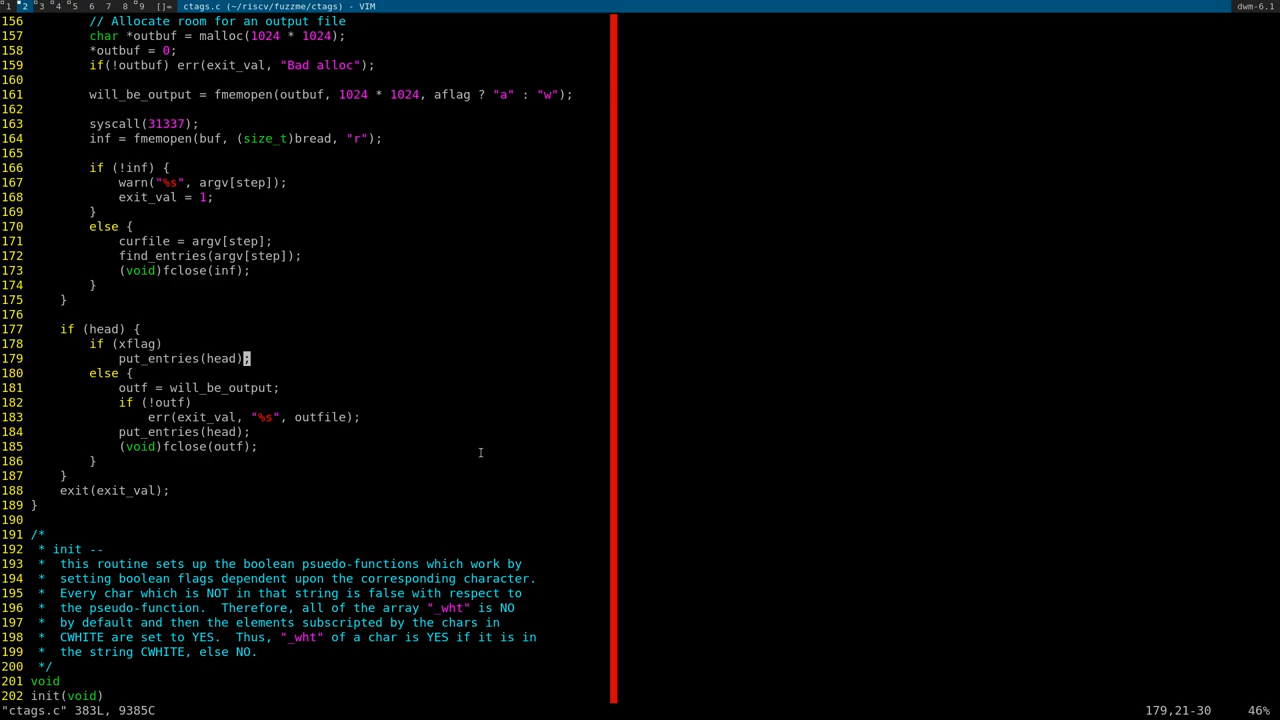 1 2 3 4 5 6 7 8 9 []= ctags.c (~/riscv/fuzzme/ctags) - VIM dwm-6.1
156 // Allocate room for an output file
157 char *outbuf = malloc(1024 * 1024);
158 *outbuf = 0;
159 if(!outbuf) err(exit_val, "Bad alloc");
160
161 will_be_output = fmemopen(outbuf, 1024 * 1024, aflag ? "a" : "w");
162
163 syscall(31337);
164 inf = fmemopen(buf, (size_t)bread, "r");
165
166 if (!inf) {
167 warn("%s", argv[step]);
168 exit_val = 1;
169 }
170 else {
171 curfile = argv[step];
172 find_entries(argv[step]);
173 (void)fclose(inf);
174 }
175 }
176
177 if (head) {
178 if (xflag)
179 put_entries(head);
180 else {
181 outf = will_be_output;
182 if (!outf)
183 err(exit_val, "%s", outfile);
184 put_entries(head);
185 (void)fclose(outf);
186 }
187 }
188 exit(exit_val);
189 }
190
191 /*
192 * init --
193 * this routine sets up the boolean psuedo-functions which work by
194 * setting boolean flags dependent upon the corresponding character.
195 * Every char which is NOT in that string is false with respect to
196 * the pseudo-function. Therefore, all of the array "_wht" is NO
197 * by default and then the elements subscripted by the chars in
198 * CWHITE are set to YES. Thus, "_wht" of a char is YES if it is in
199 * the string CWHITE, else NO.
200 */
201 void
202 init(void)
"ctags.c" 383L, 9385C 179,21-30 46%